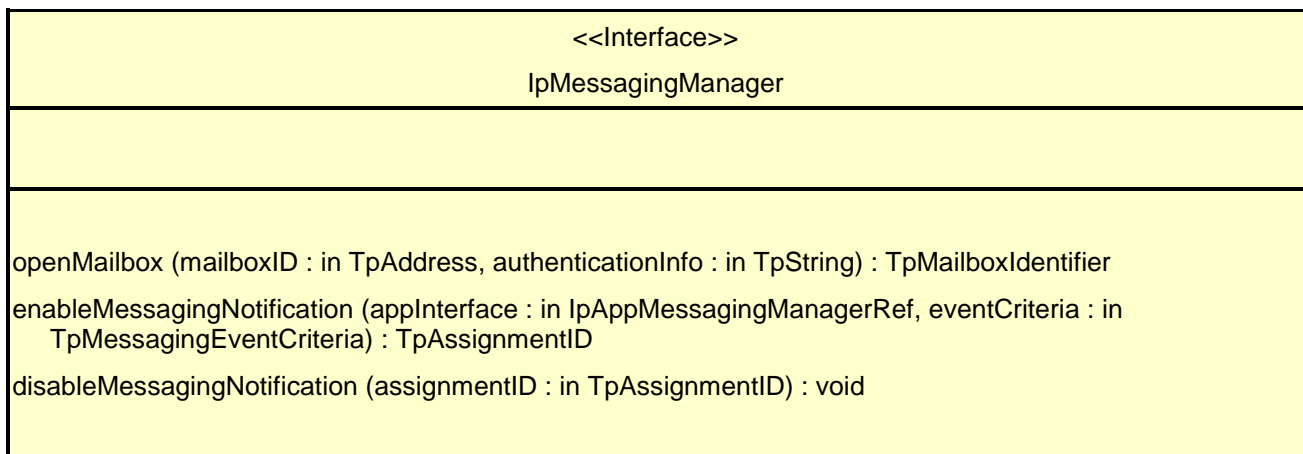 <<Interface>>
IpMessagingManager
openMailbox (mailboxID : in TpAddress, authenticationInfo : in TpString) : TpMailboxIdentifier
enableMessagingNotification (appInterface : in IpAppMessagingManagerRef, eventCriteria : in
TpMessagingEventCriteria) : TpAssignmentID
disableMessagingNotification (assignmentID : in TpAssignmentID) : void